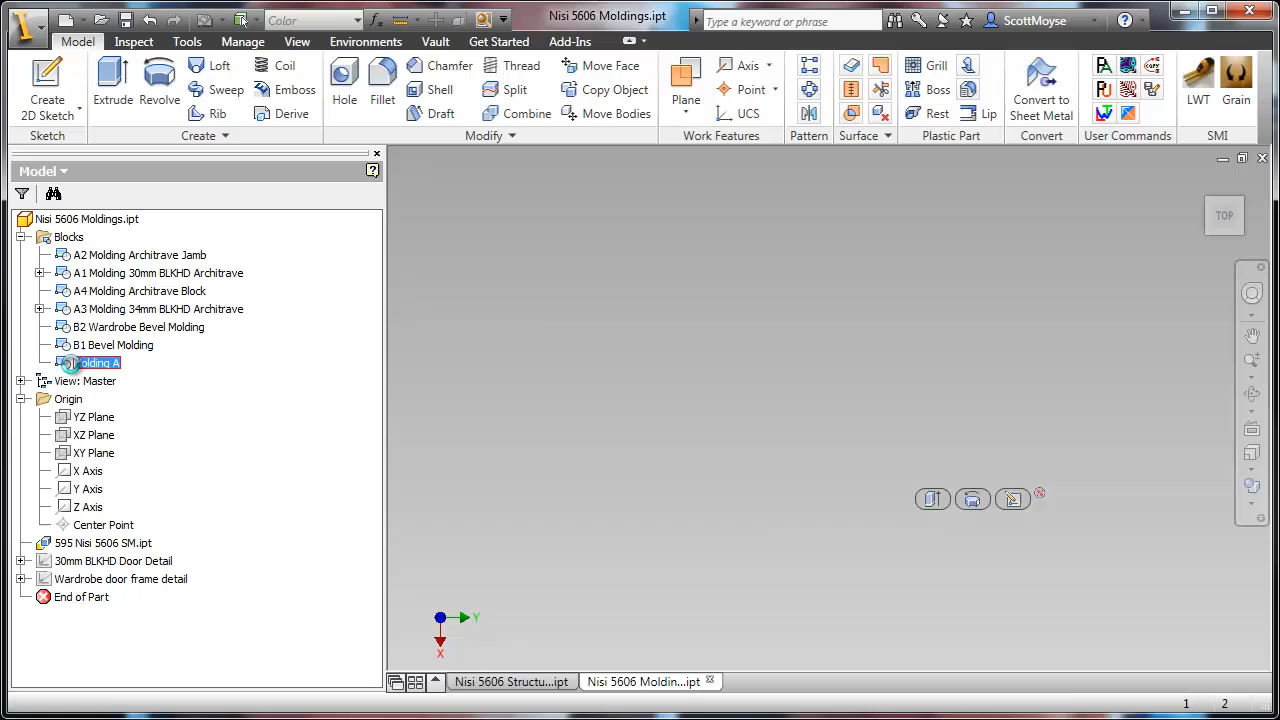 Color
Nisi 5606 Moldings.ipt
Type a keyword or phrase
ScottMoyse
Model
Inspect
Tools
Manage
View
Environments
Vault
Get Started
Add-Ins
Create
2D Sketch
Extrude
Revolve
Loft
Sweep
Rib
Coil
Emboss
Derive
Hole
Fillet
Chamfer
Shell
Draft
Thread
Split
Combine
Move Face
Copy Object
Move Bodies
Plane
Axis
Point
UCS
Grill
Boss
Rest
Lip
Convert to
Sheet Metal
LWT
Grain
Sketch
Create
Modify
Work Features
Pattern
Surface
Plastic Part
Convert
User Commands
SMI
Model
Nisi 5606 Moldings.ipt
Blocks
A2 Molding Architrave Jamb
A1 Molding 30mm BLKHD Architrave
A4 Molding Architrave Block
A3 Molding 34mm BLKHD Architrave
B2 Wardrobe Bevel Molding
B1 Bevel Molding
olding A
View: Master
Origin
YZ Plane
XZ Plane
XY Plane
X Axis
Y Axis
Z Axis
Center Point
595 Nisi 5606 SM.ipt
30mm BLKHD Door Detail
Wardrobe door frame detail
End of Part
TOP
Y
X
Nisi 5606 Structu...ipt
Nisi 5606 Moldin...ipt
1 2